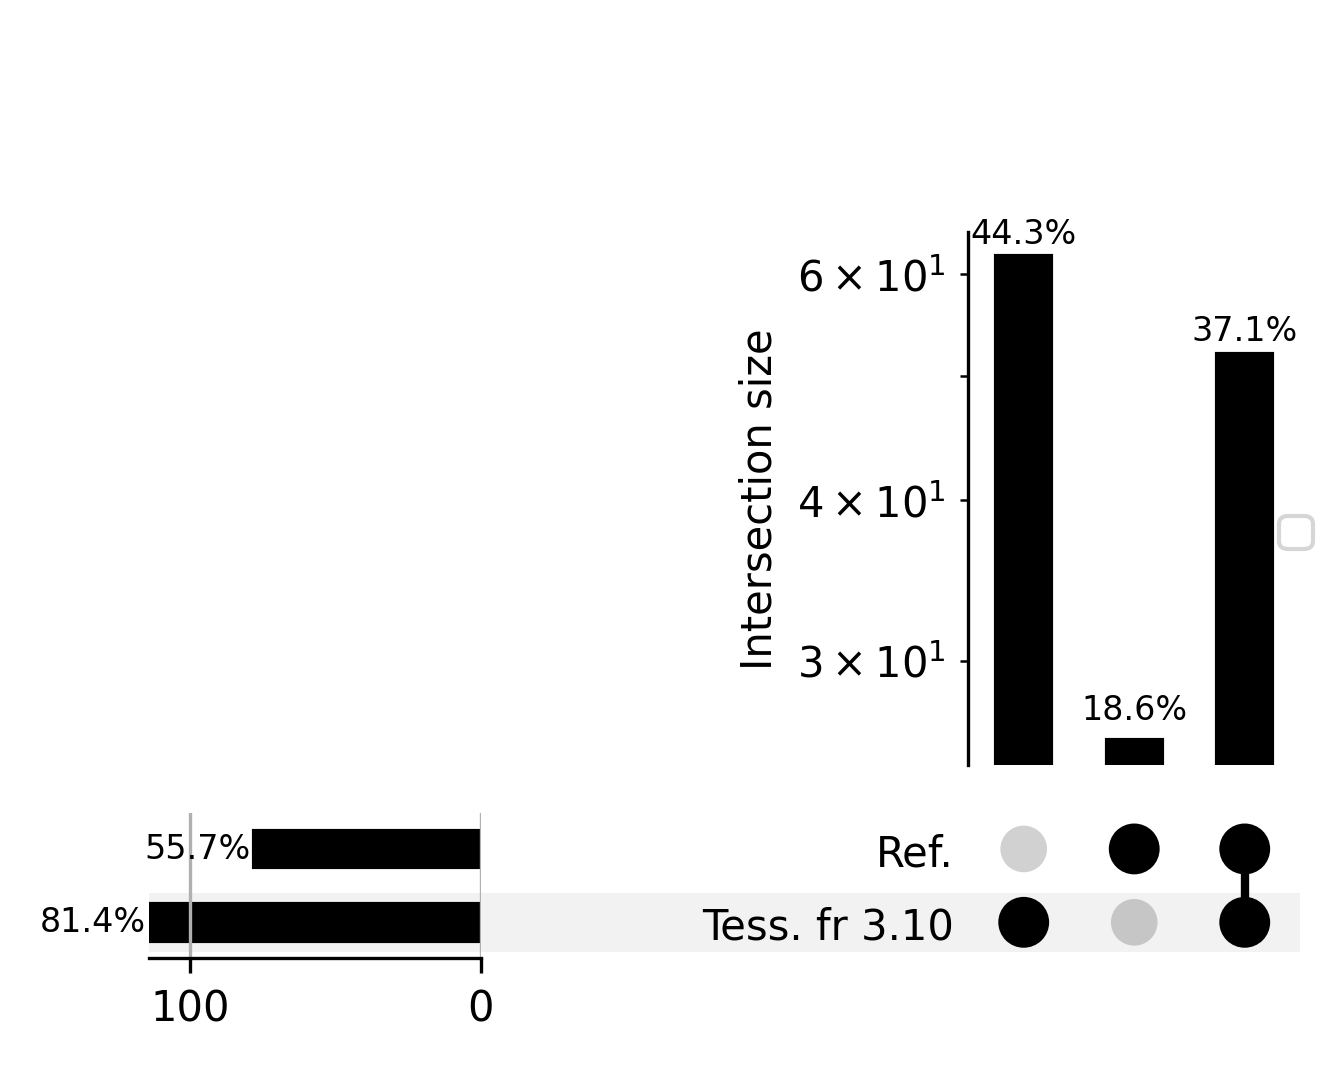 44.3%
6 × 10¹
37.1%
Intersection size
4 × 10¹
3 × 10¹
18.6%
55.7%
Ref.
81.4%
Tess. fr 3.10
100
0